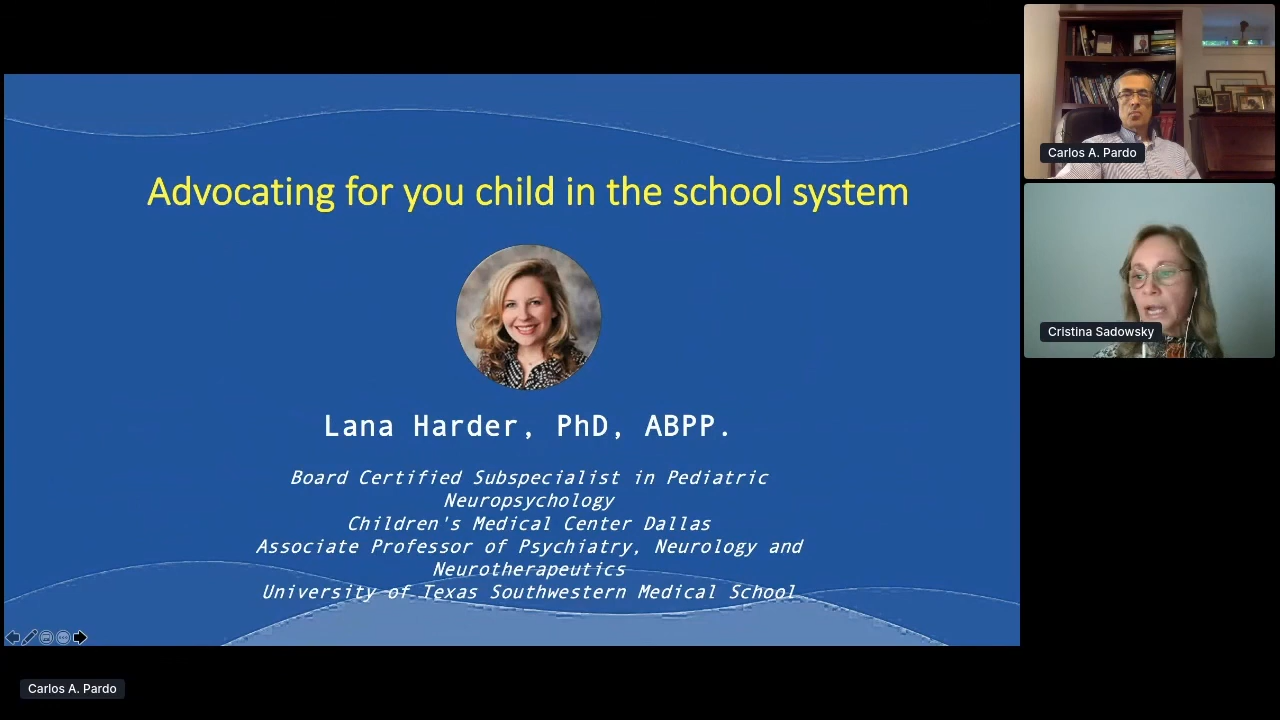 Advocating for you child in the school system
Lana Harder, PhD, ABPP.
Board Certified Subspecialist in Pediatric
Neuropsychology
Children's Medical Center Dallas
Associate Professor of Psychiatry, Neurology and
Neurotherapeutics
University of Texas Southwestern Medical School
Carlos A. Pardo
Carlos A. Pardo
Cristina Sadowsky